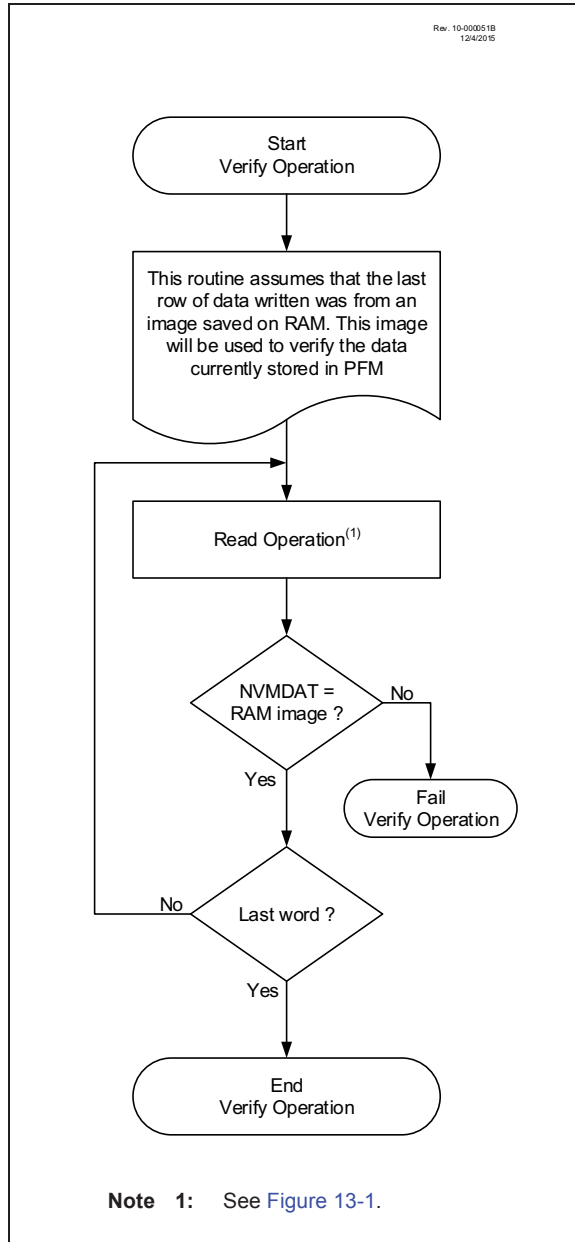 Rev. 10-000051B
12/4/2015
Start
Verify Operation
This routine assumes that the last
row of data written was from an
image saved on RAM. This image
will be used to verify the data
currently stored in PFM
Read Operation(1)
NVMDAT =
RAM image ?
No
Yes
Fail
Verify Operation
Last word ?
No
Yes
End
Verify Operation
Note 1: See Figure 13-1.